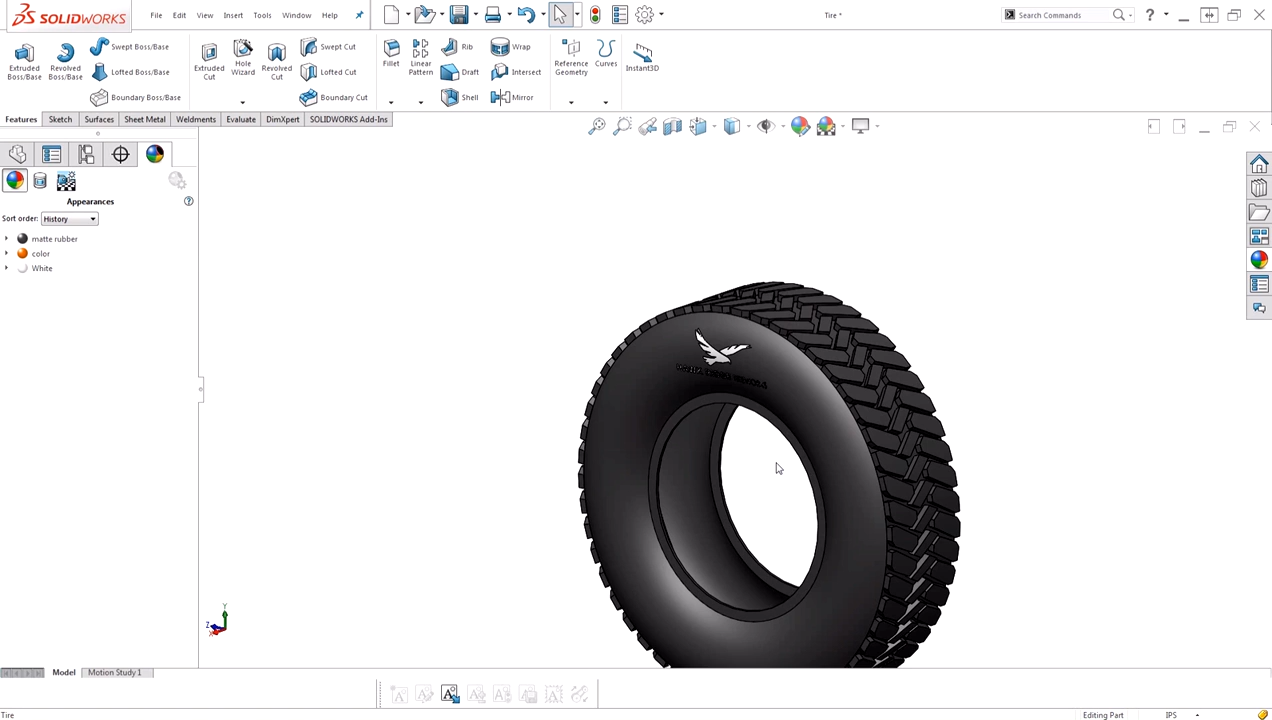 SOLIDWORKS
File Edit View Insert Tools Window
Tire *
Search Commands
Extruded Boss/Base
Revolved Boss/Base
Swept Boss/Base
Lofted Boss/Base
Boundary Boss/Base
Extruded Cut
Hole Wizard
Revolved Cut
Swept Cut
Lofted Cut
Boundary Cut
Fillet
Linear Pattern
Rib
Draft
Shell
Wrap
Intersect
Mirror
Reference Geometry
Curves
Instant3D
Features Sketch Surfaces Sheet Metal Weldments Evaluate DimXpert SOLIDWORKS Add-Ins
Appearances
Sort order: History
matte rubber
color
White
Y
Z
X
Model Motion Study 1
Tire
Editing Part
IPS